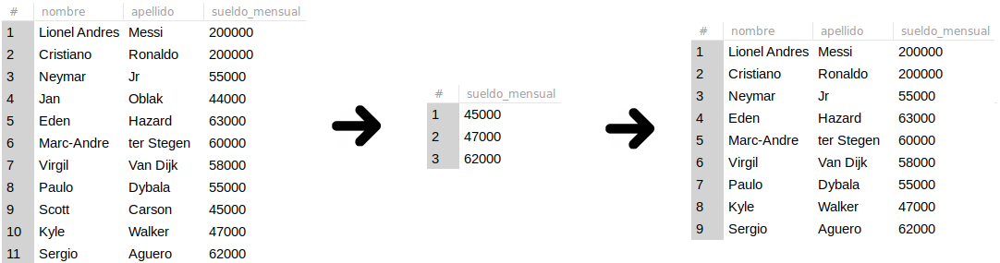 # nombre apellido sueldo_mensual
1 Lionel Andres Messi 200000
2 Cristiano Ronaldo 200000
3 Neymar Jr 55000
4 Jan Oblak 44000
5 Eden Hazard 63000
6 Marc-Andre ter Stegen 60000
7 Virgil Van Dijk 58000
8 Paulo Dybala 55000
9 Scott Carson 45000
10 Kyle Walker 47000
11 Sergio Aguero 62000
# sueldo_mensual
1 45000
2 47000
3 62000
# nombre apellido sueldo_mensual
1 Lionel Andres Messi 200000
2 Cristiano Ronaldo 200000
3 Neymar Jr 55000
4 Eden Hazard 63000
5 Marc-Andre ter Stegen 60000
6 Virgil Van Dijk 58000
7 Paulo Dybala 55000
8 Kyle Walker 47000
9 Sergio Aguero 62000